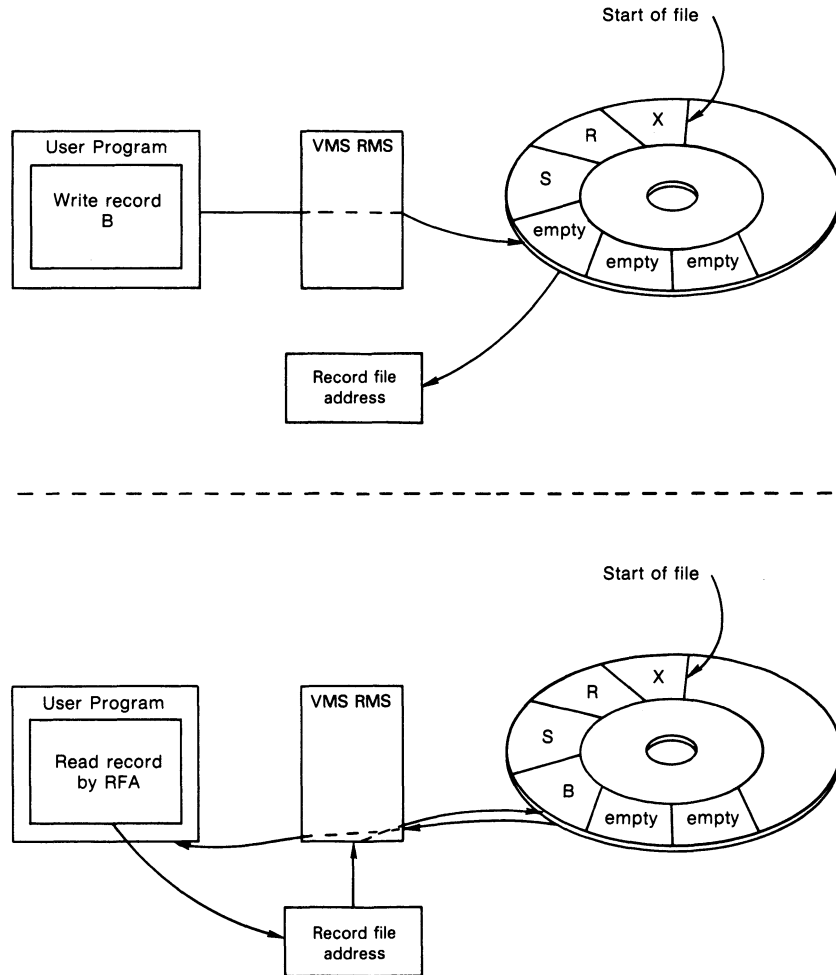 Start of file
User Program
VMS RMS
X
R
S
Write record
B
empty
empty
empty
Record file
address
Start of file
User Program
VMS RMS
X
R
S
Read record
by RFA
B
empty
empty
Record file
address